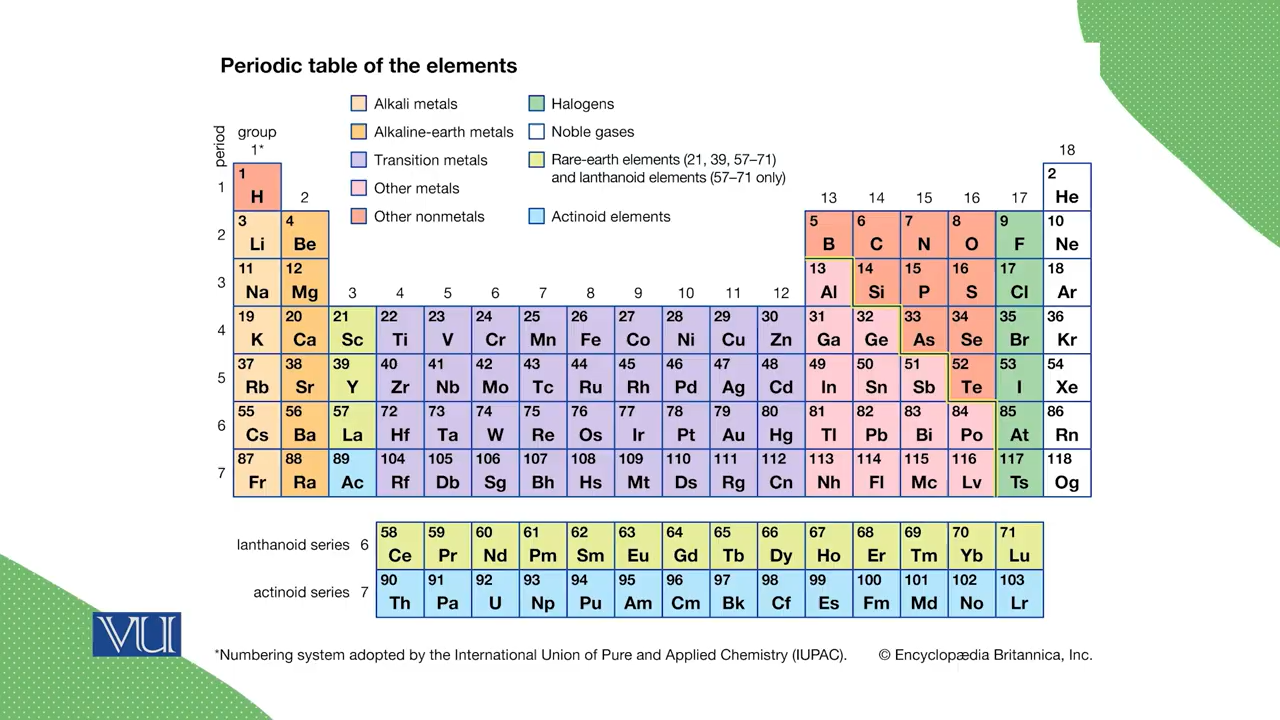 Periodic table of the elements
Alkali metals
Alkaline-earth metals
Transition metals
Other metals
Other nonmetals
Halogens
Noble gases
Rare-earth elements (21, 39, 57–71)
and lanthanoid elements (57–71 only)
Actinoid elements
period
group
1* 2 3 4 5 6 7 8 9 10 11 12 13 14 15 16 17 18
1 1 H 2 He
2 3 Li 4 Be 5 B 6 C 7 N 8 O 9 F 10 Ne
3 11 Na 12 Mg 13 Al 14 Si 15 P 16 S 17 Cl 18 Ar
4 19 K 20 Ca 21 Sc 22 Ti 23 V 24 Cr 25 Mn 26 Fe 27 Co 28 Ni 29 Cu 30 Zn 31 Ga 32 Ge 33 As 34 Se 35 Br 36 Kr
5 37 Rb 38 Sr 39 Y 40 Zr 41 Nb 42 Mo 43 Tc 44 Ru 45 Rh 46 Pd 47 Ag 48 Cd 49 In 50 Sn 51 Sb 52 Te 53 I 54 Xe
6 55 Cs 56 Ba 57 La 72 Hf 73 Ta 74 W 75 Re 76 Os 77 Ir 78 Pt 79 Au 80 Hg 81 Tl 82 Pb 83 Bi 84 Po 85 At 86 Rn
7 87 Fr 88 Ra 89 Ac 104 Rf 105 Db 106 Sg 107 Bh 108 Hs 109 Mt 110 Ds 111 Rg 112 Cn 113 Nh 114 Fl 115 Mc 116 Lv 117 Ts 118 Og
lanthanoid series 6 58 Ce 59 Pr 60 Nd 61 Pm 62 Sm 63 Eu 64 Gd 65 Tb 66 Dy 67 Ho 68 Er 69 Tm 70 Yb 71 Lu
actinoid series 7 90 Th 91 Pa 92 U 93 Np 94 Pu 95 Am 96 Cm 97 Bk 98 Cf 99 Es 100 Fm 101 Md 102 No 103 Lr
VU
*Numbering system adopted by the International Union of Pure and Applied Chemistry (IUPAC). © Encyclopædia Britannica, Inc.